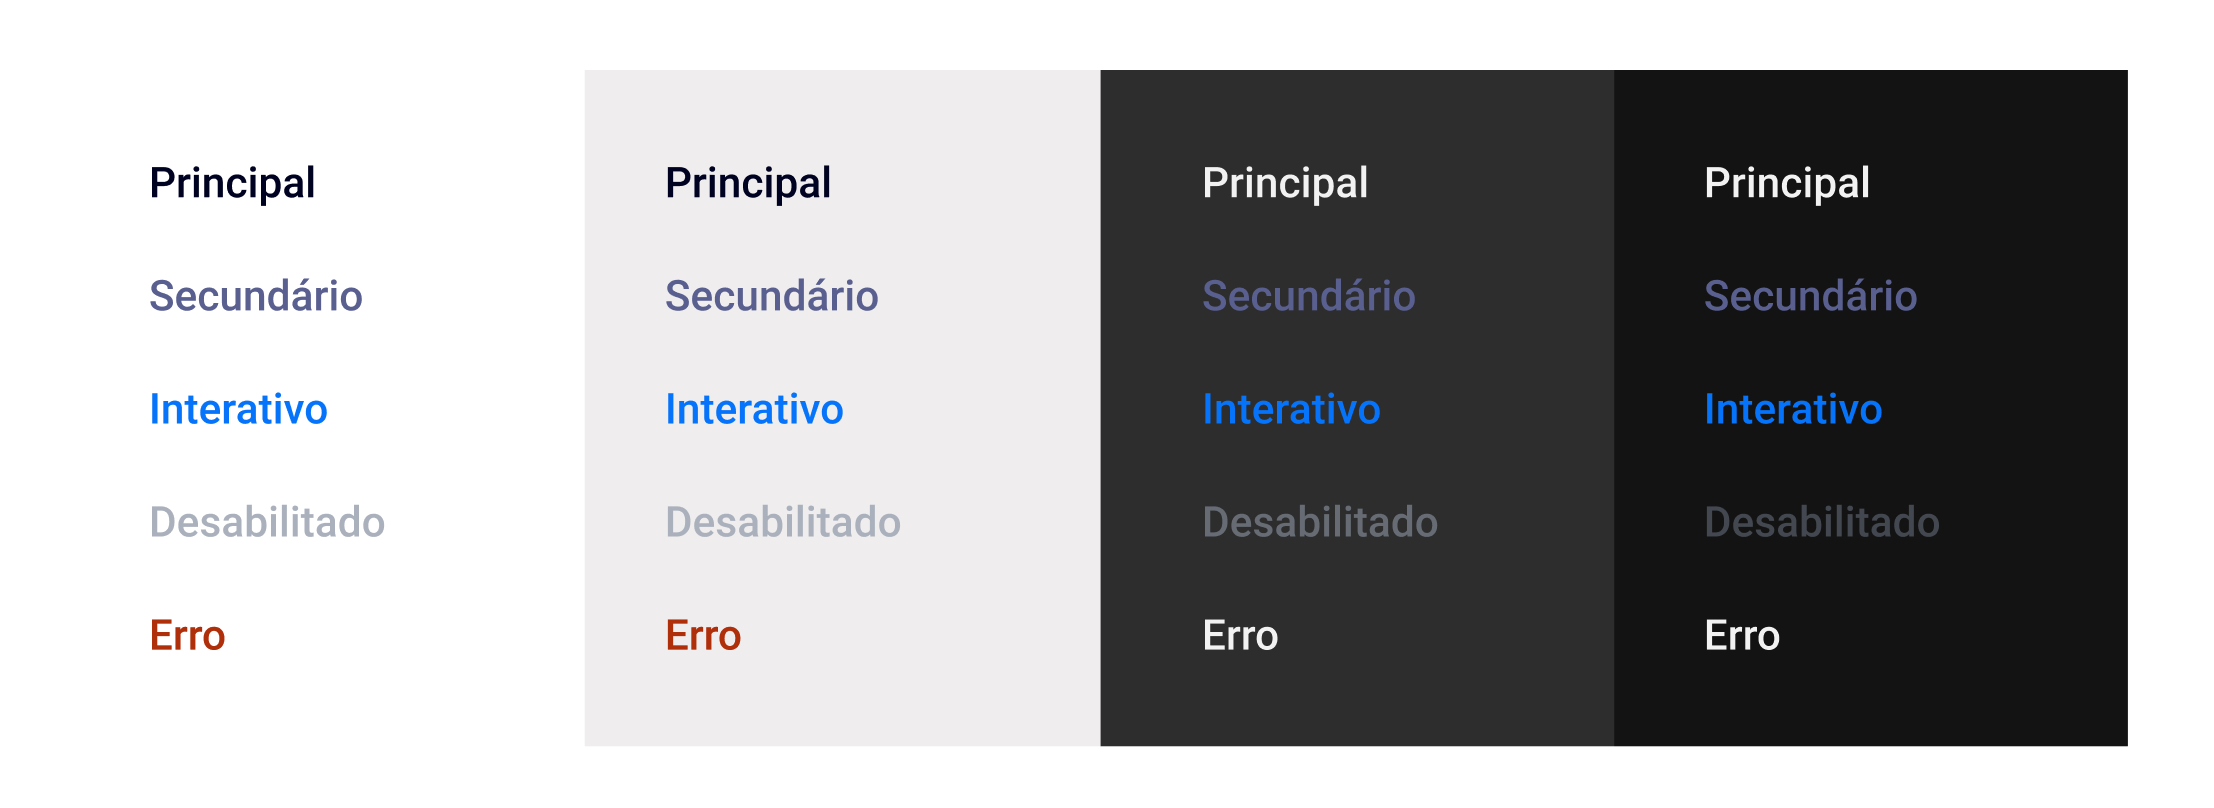 Principal
Secundário
Interativo
Desabilitado
Erro
Principal
Secundário
Interativo
Desabilitado
Erro
Principal
Secundário
Interativo
Desabilitado
Erro
Principal
Secundário
Interativo
Desabilitado
Erro